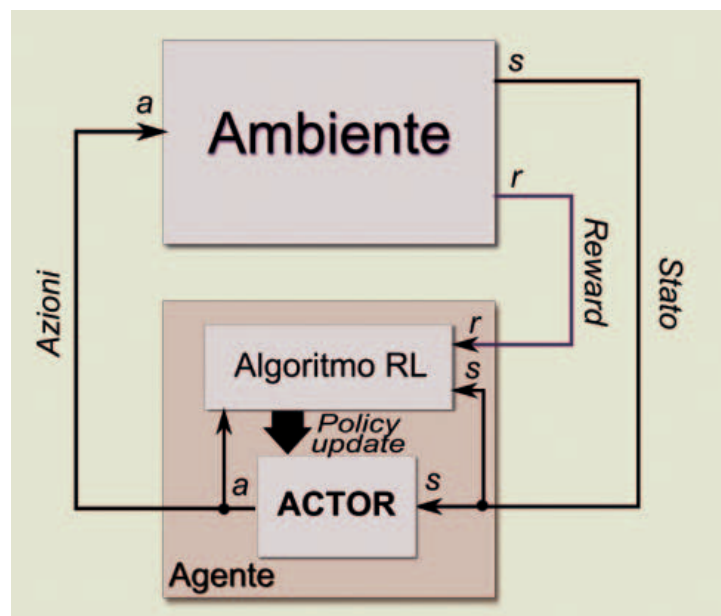 s
a
Ambiente
r
Azioni
Reward
Stato
r
Algoritmo RL
s
Policy
update
a
ACTOR
s
Agente